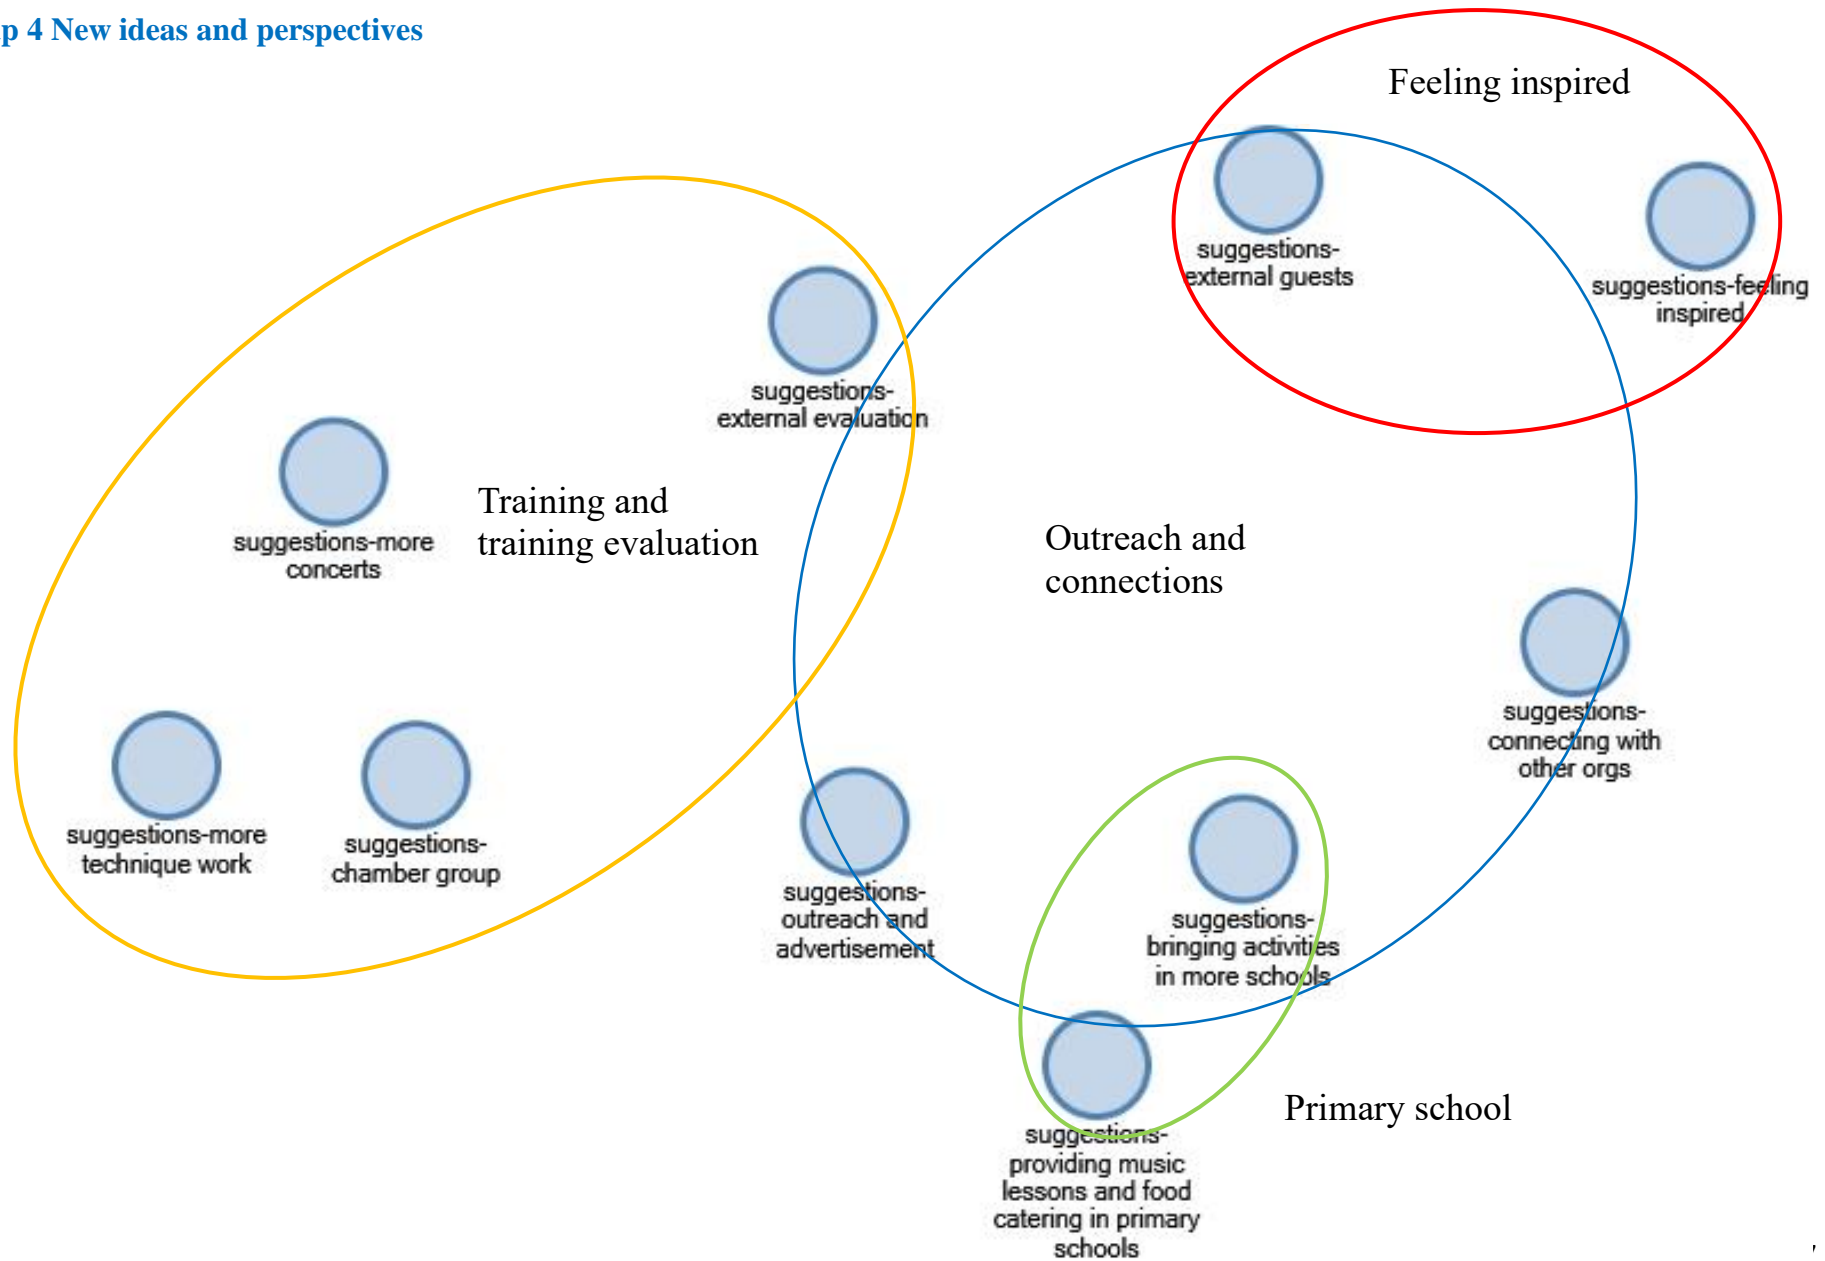 p 4 New ideas and perspectives
Feeling inspired
suggestions-
external guests
suggestions-feeling
inspired
suggestions-
external evaluation
suggestions-more
concerts
Training and
training evaluation
Outreach and
connections
suggestions-
connecting with
other orgs
suggestions-more
technique work
suggestions-
chamber group
suggestions-
outreach and
advertisement
suggestions-
bringing activities
in more schools
Primary school
suggestions-
providing music
lessons and food
catering in primary
schools